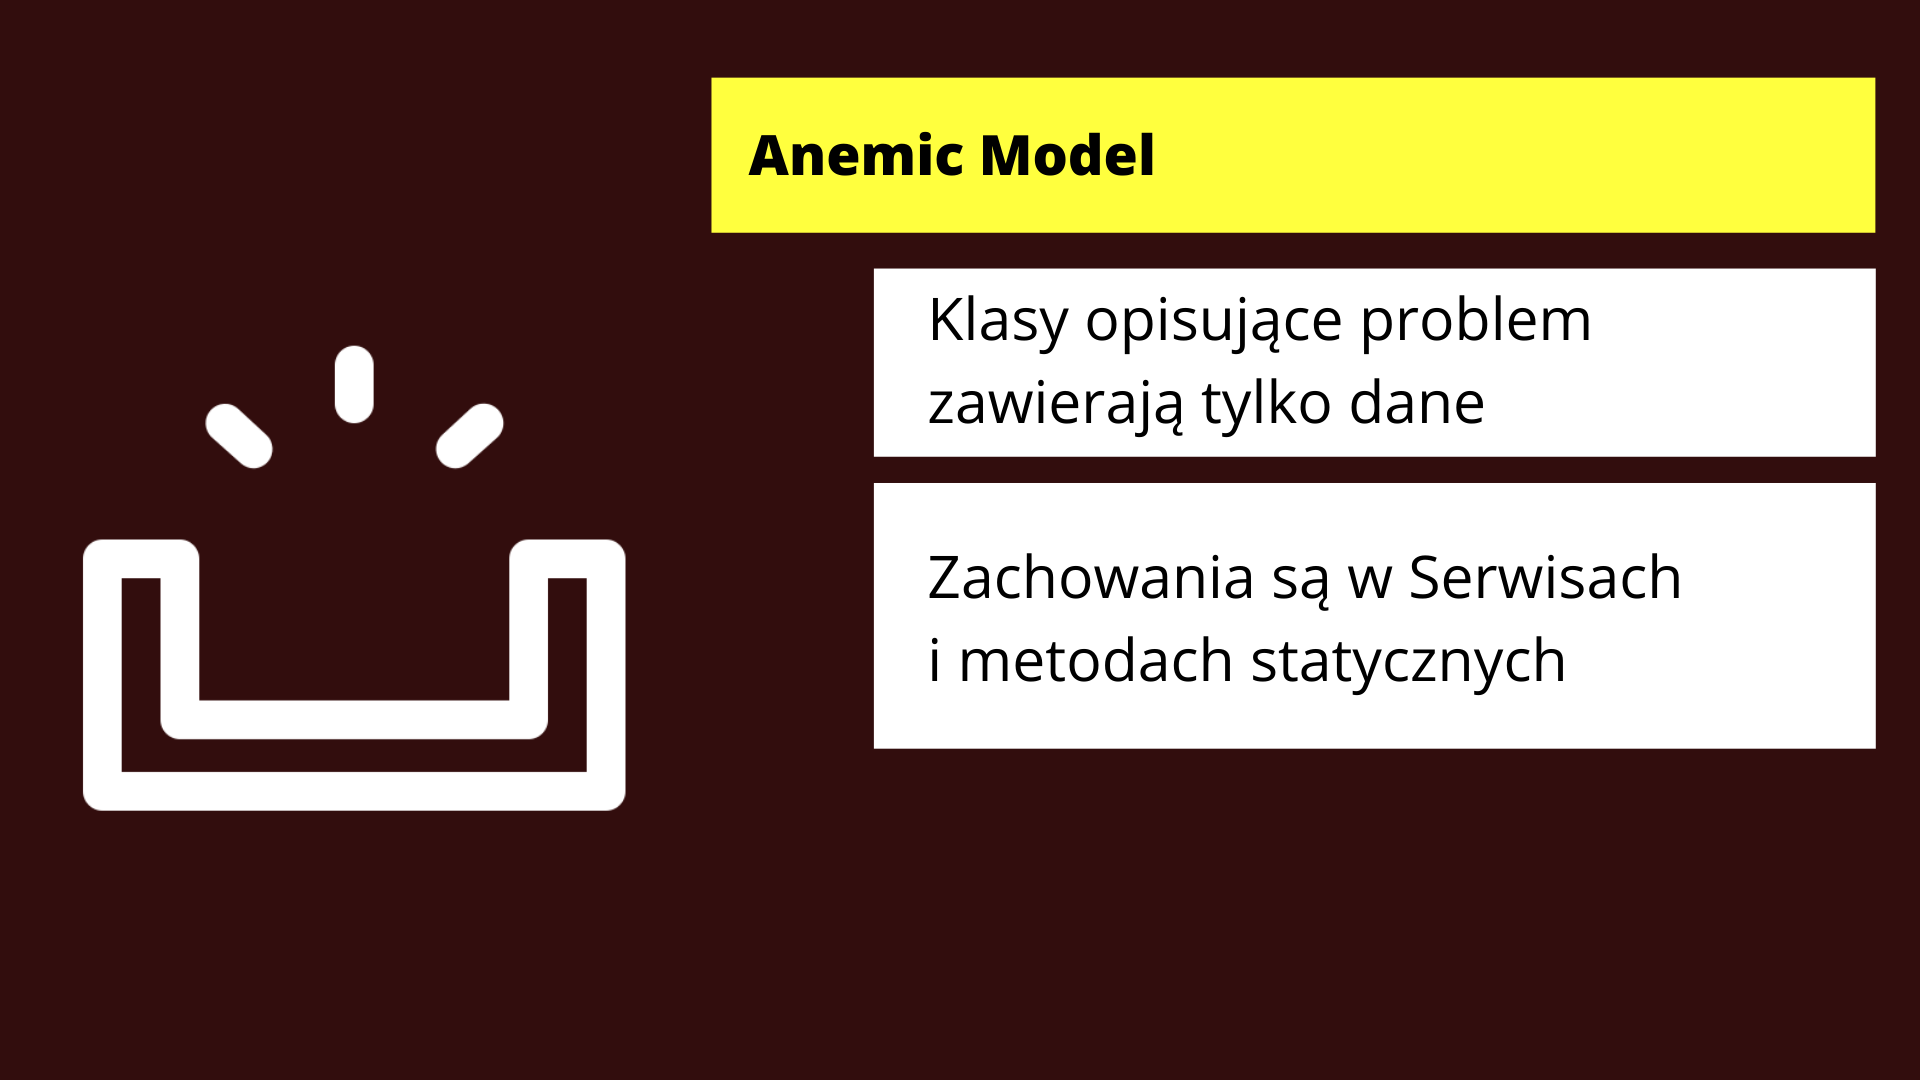 Anemic Model
Klasy opisujące problem
zawierają tylko dane
Zachowania są w Serwisach
i metodach statycznych